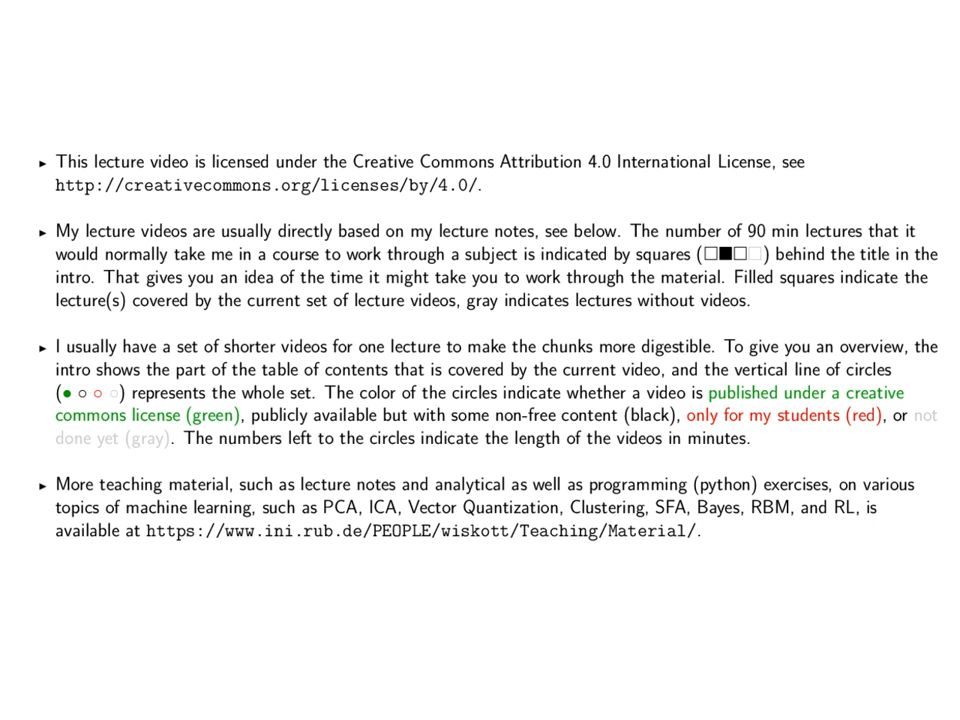 ▸ This lecture video is licensed under the Creative Commons Attribution 4.0 International License, see
http://creativecommons.org/licenses/by/4.0/.
▸ My lecture videos are usually directly based on my lecture notes, see below. The number of 90 min lectures that it
would normally take me in a course to work through a subject is indicated by squares (□■□□) behind the title in the
intro. That gives you an idea of the time it might take you to work through the material. Filled squares indicate the
lecture(s) covered by the current set of lecture videos, gray indicates lectures without videos.
▸ I usually have a set of shorter videos for one lecture to make the chunks more digestible. To give you an overview, the
intro shows the part of the table of contents that is covered by the current video, and the vertical line of circles
(● ○ ○ ○) represents the whole set. The color of the circles indicate whether a video is published under a creative
commons license (green), publicly available but with some non-free content (black), only for my students (red), or not
done yet (gray). The numbers left to the circles indicate the length of the videos in minutes.
▸ More teaching material, such as lecture notes and analytical as well as programming (python) exercises, on various
topics of machine learning, such as PCA, ICA, Vector Quantization, Clustering, SFA, Bayes, RBM, and RL, is
available at https://www.ini.rub.de/PEOPLE/wiskott/Teaching/Material/.